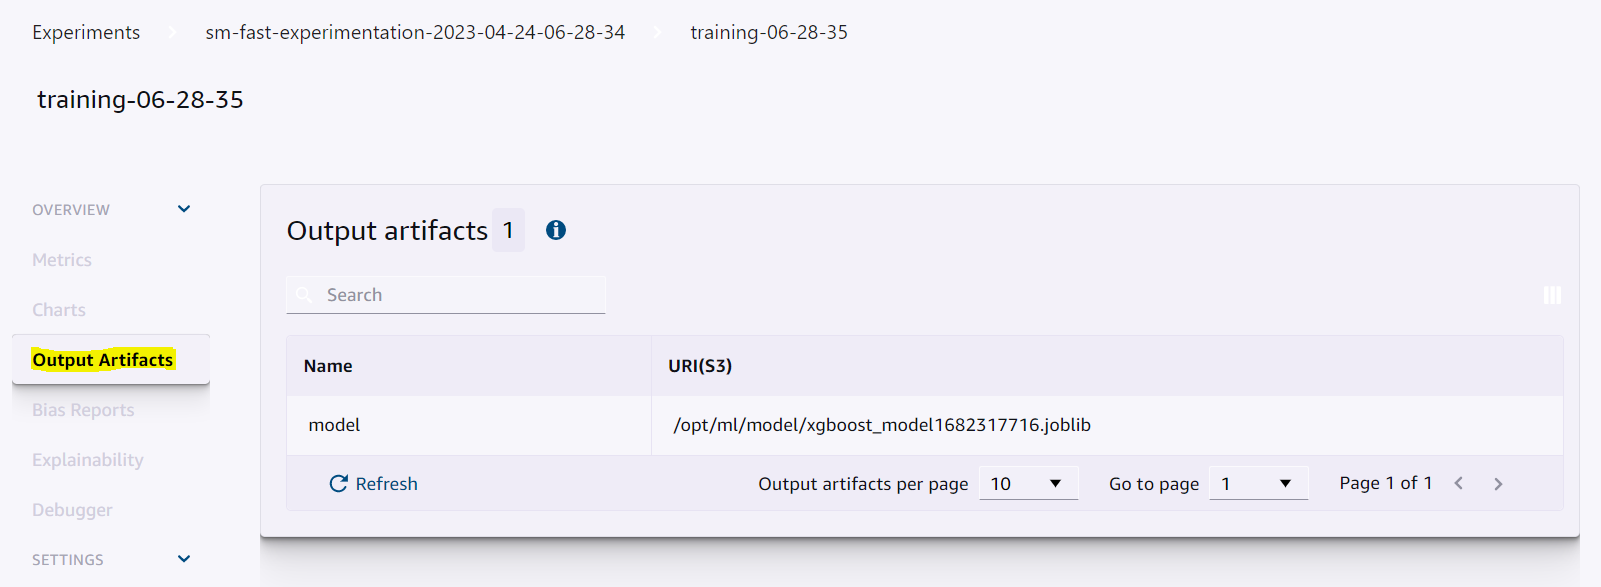 Experiments sm-fast-experimentation-2023-04-24-06-28-34 training-06-28-35
training-06-28-35
OVERVIEW
Metrics
Charts
Output Artifacts
Bias Reports
Explainability
Debugger
SETTINGS
Output artifacts 1
Search
Name URI(S3)
model /opt/ml/model/xgboost_model1682317716.joblib
Refresh Output artifacts per page 10 Go to page 1 Page 1 of 1